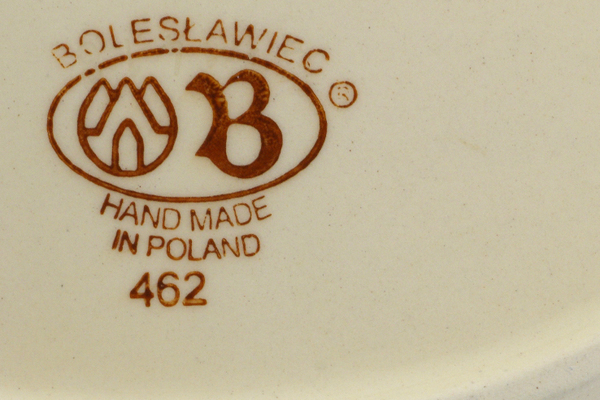 BOLESŁAWIEC
B ®
HAND MADE
IN POLAND
462